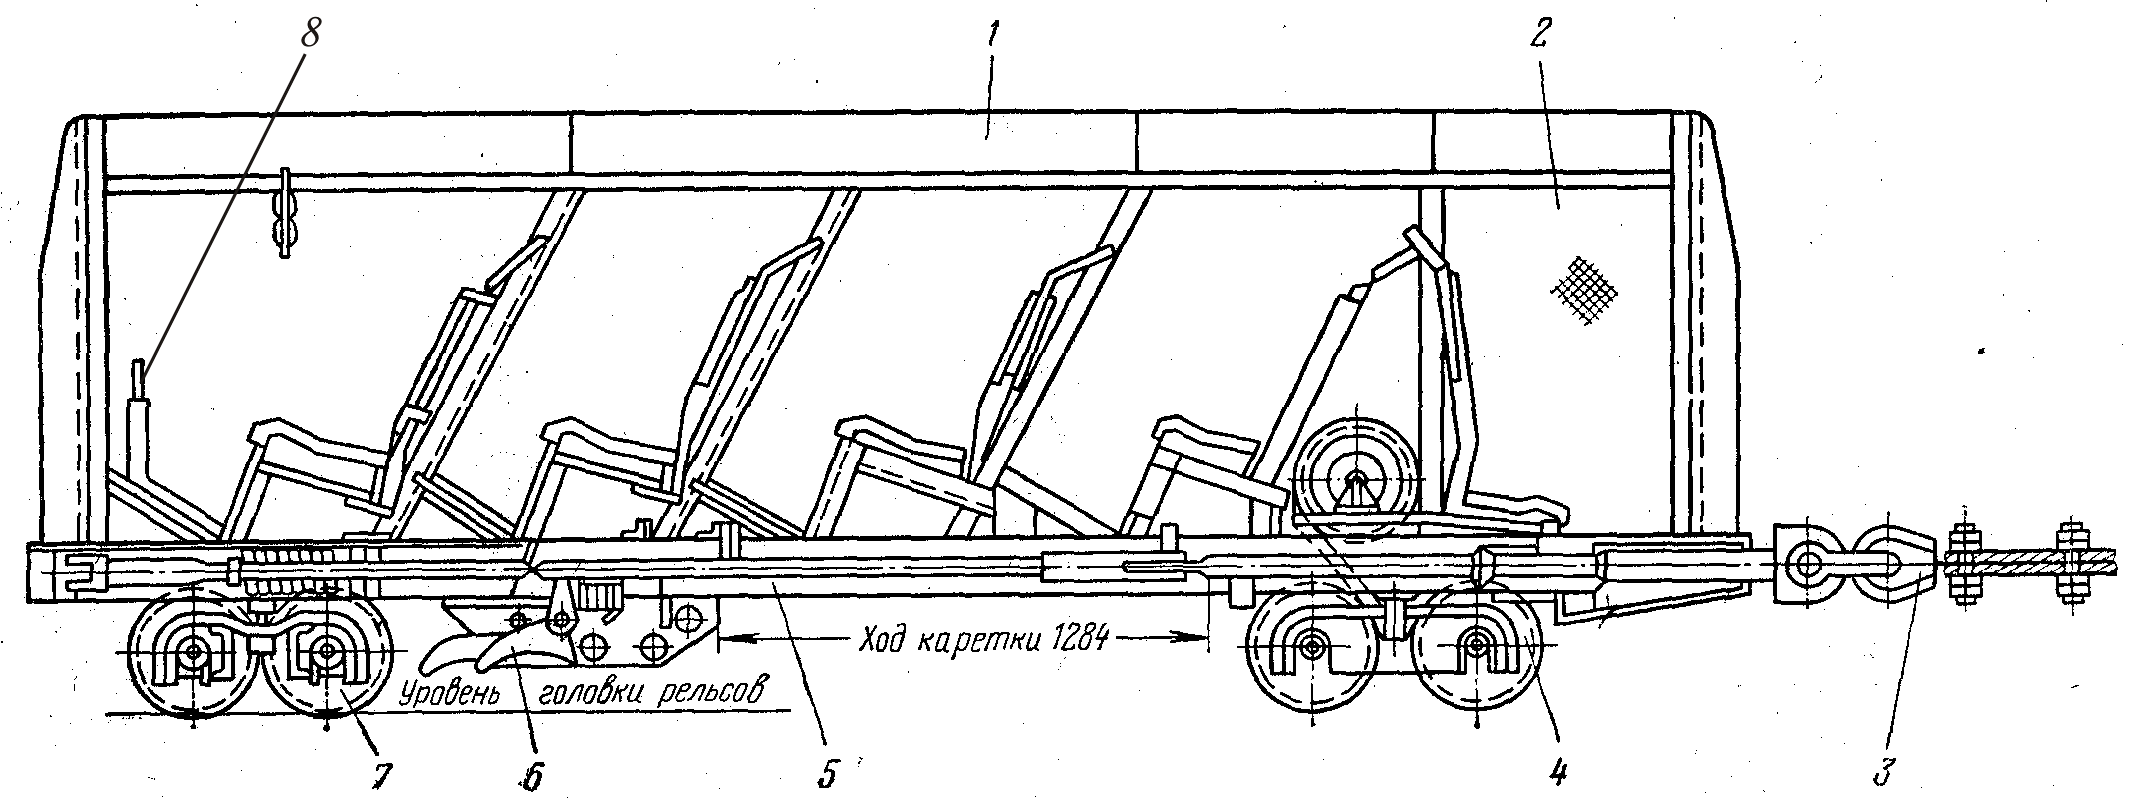 8 1 2
Ход каретки 1284
Уровень головки рельсов
7 6 5 4 3